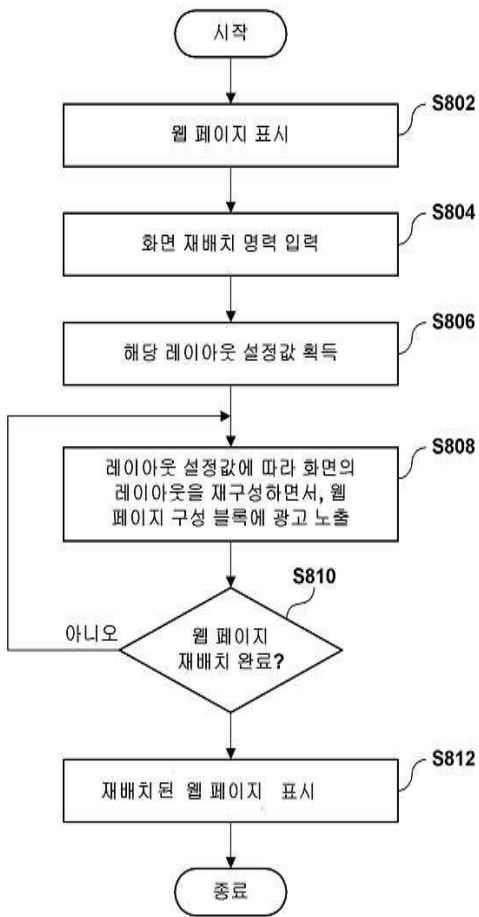 시작
S802
웹 페이지 표시
S804
화면 재배치 명력 입력
S806
해당 레이아웃 설정값 획득
S808
레이아웃 설정값에 따라 화면의
레이아웃을 재구성하면서, 웹
페이지 구성 블록에 광고 노출
S810
아니오
웹 페이지
재배치 완료?
S812
재배치된 웹 페이지 표시
종료